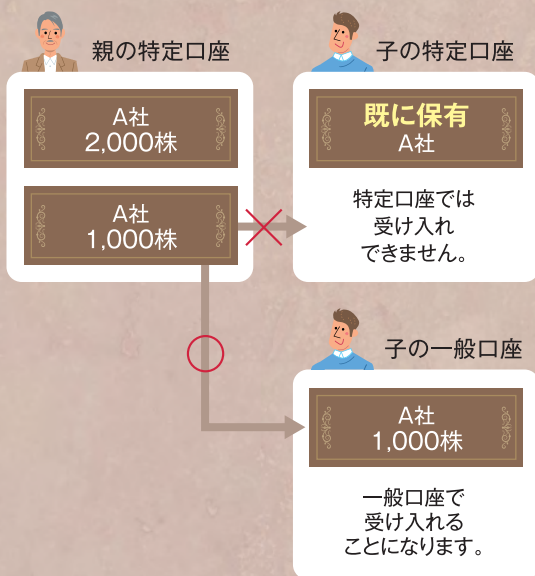 親の特定口座
A社
2,000株
A社
1,000株
子の特定口座
既に保有
A社
特定口座では
受け入れ
できません。
子の一般口座
A社
1,000株
一般口座で
受け入れる
ことになります。